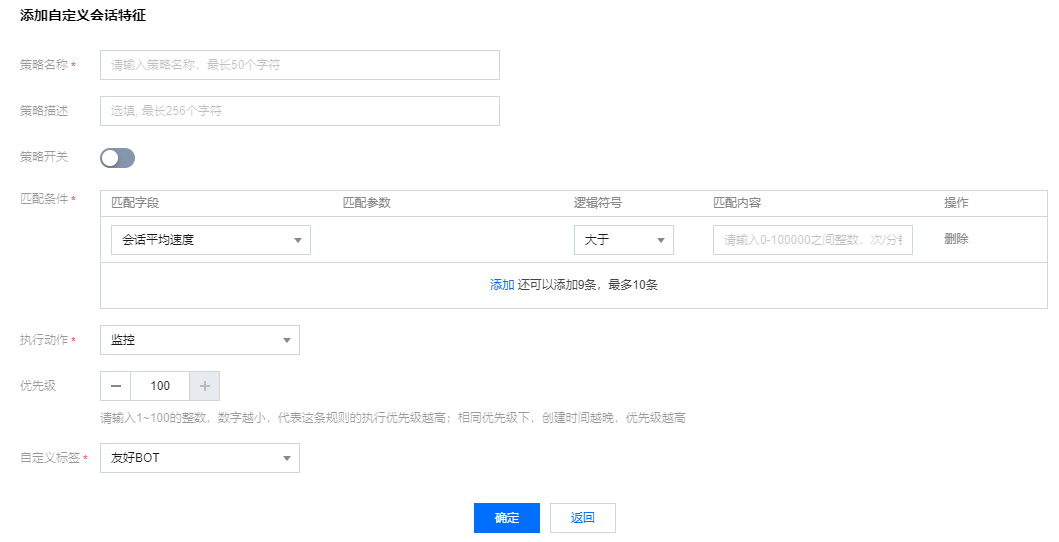 添加自定义会话特征
策略名称 * 请输入策略名称，最长50个字符
策略描述 选填, 最长256个字符
策略开关
匹配条件 * 匹配字段 匹配参数 逻辑符号 匹配内容 操作
会话平均速度 大于 请输入0-100000之间整数，次/分 删除
添加 还可以添加9条，最多10条
执行动作 * 监控
优先级 100
请输入1~100的整数，数字越小，代表这条规则的执行优先级越高；相同优先级下，创建时间越晚，优先级越高
自定义标签 * 友好BOT
确定 返回